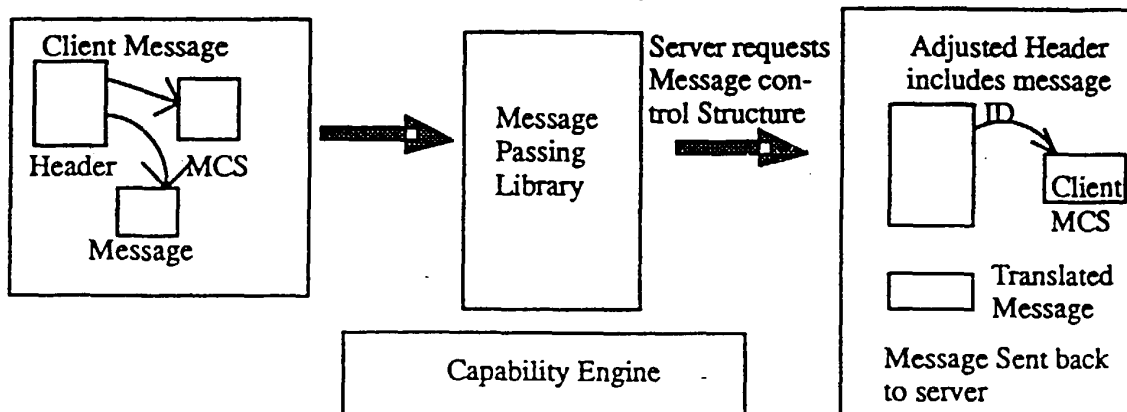 Client Message
Header
MCS
Message
Message
Passing
Library
Server requests
Message con-
trol Structure
Capability Engine
Adjusted Header
includes message
ID
Client
MCS
Translated
Message
Message Sent back
to server